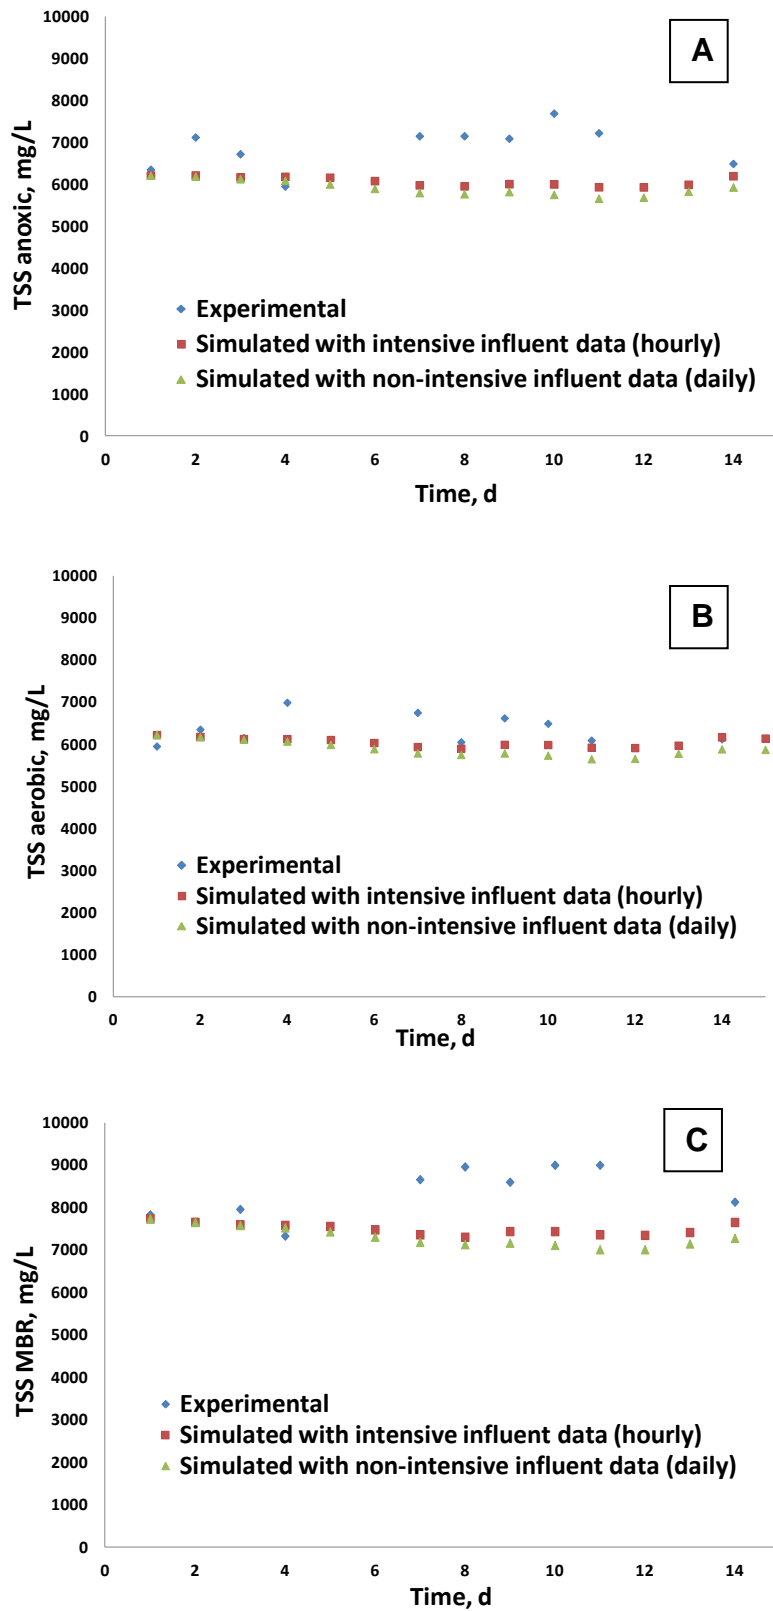 10000
A
9000
8000
7000
6000
5000
4000
3000
2000
1000
0
TSS anoxic, mg/L
Experimental
Simulated with intensive influent data (hourly)
Simulated with non-intensive influent data (daily)
0 2 4 6 8 10 12 14
Time, d
10000
B
9000
8000
7000
6000
5000
4000
3000
2000
1000
0
TSS aerobic, mg/L
Experimental
Simulated with intensive influent data (hourly)
Simulated with non-intensive influent data (daily)
0 2 4 6 8 10 12 14
Time, d
10000
C
9000
8000
7000
6000
5000
4000
3000
2000
1000
0
TSS MBR, mg/L
Experimental
Simulated with intensive influent data (hourly)
Simulated with non-intensive influent data (daily)
0 2 4 6 8 10 12 14
Time, d